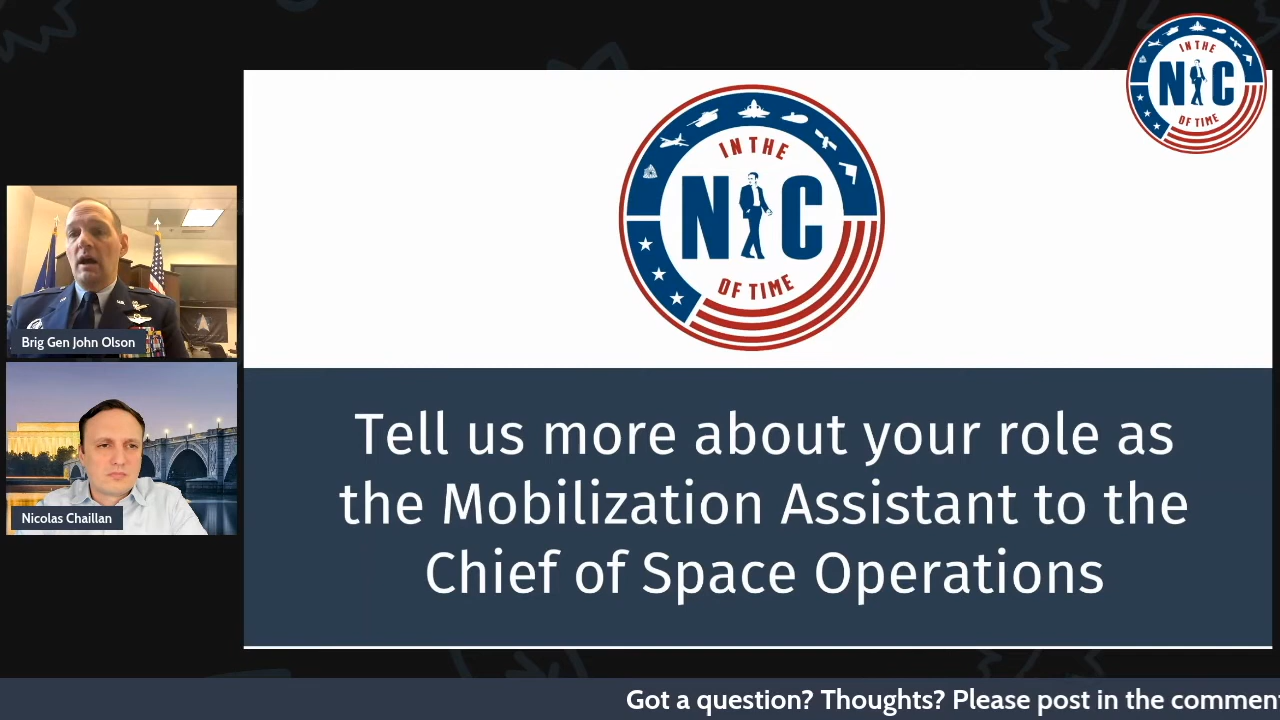 IN THE
NIC
OF TIME
IN THE
NIC
OF TIME
Brig Gen John Olson
Nicolas Chaillan
Tell us more about your role as
the Mobilization Assistant to the
Chief of Space Operations
Got a question? Thoughts? Please post in the commen